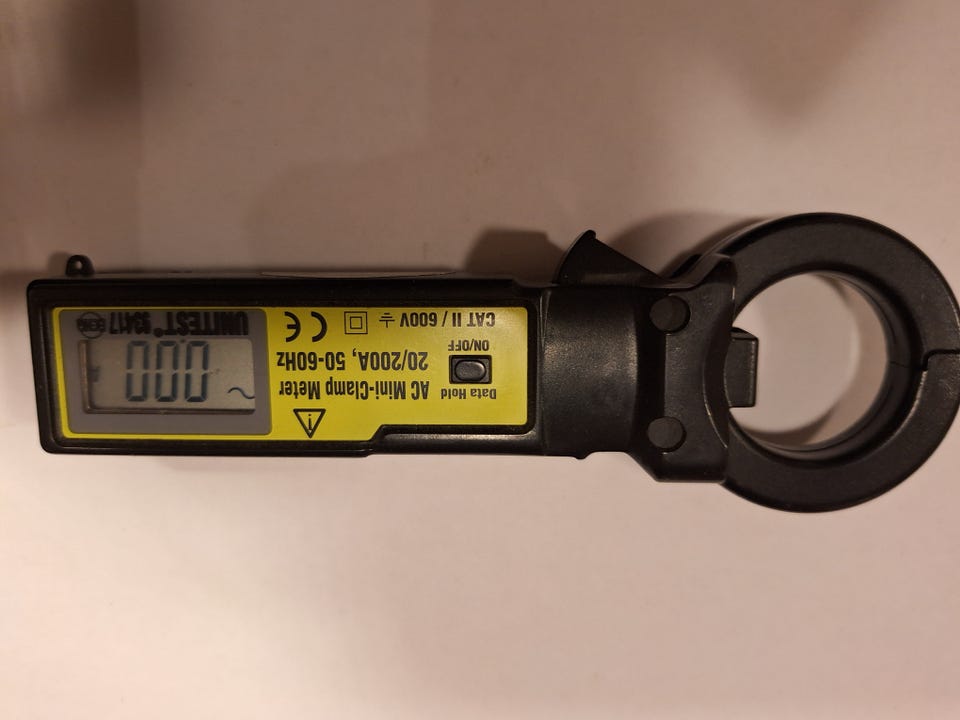 Data Hold
ON/OFF
AC Mini-Clamp Meter
20/200A, 50-60Hz
CAT II / 600V
CE
0.00
UNITEST® 93417
BEHA